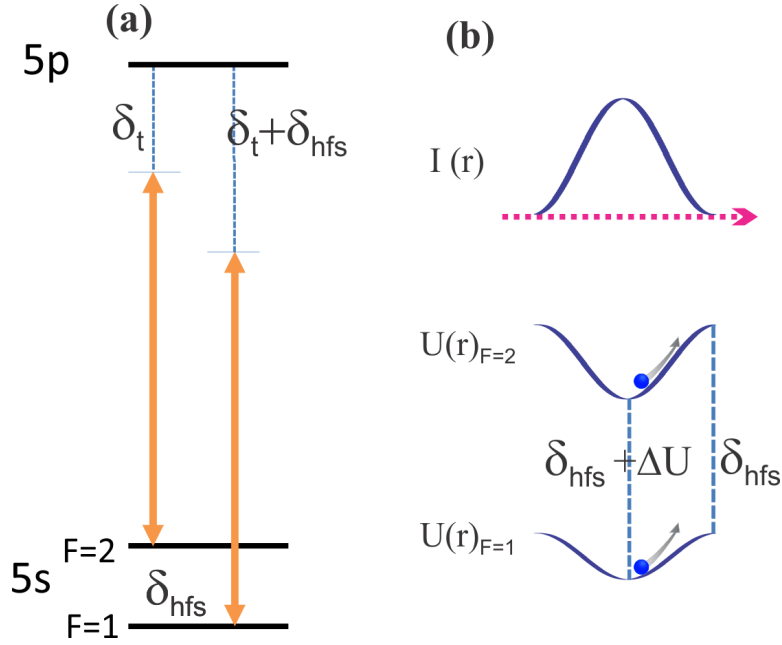 (a)
5p
δt
δt+δhfs
F=2
5s
δhfs
F=1
(b)
I (r)
U(r)F=2
δhfs +ΔU
δhfs
U(r)F=1